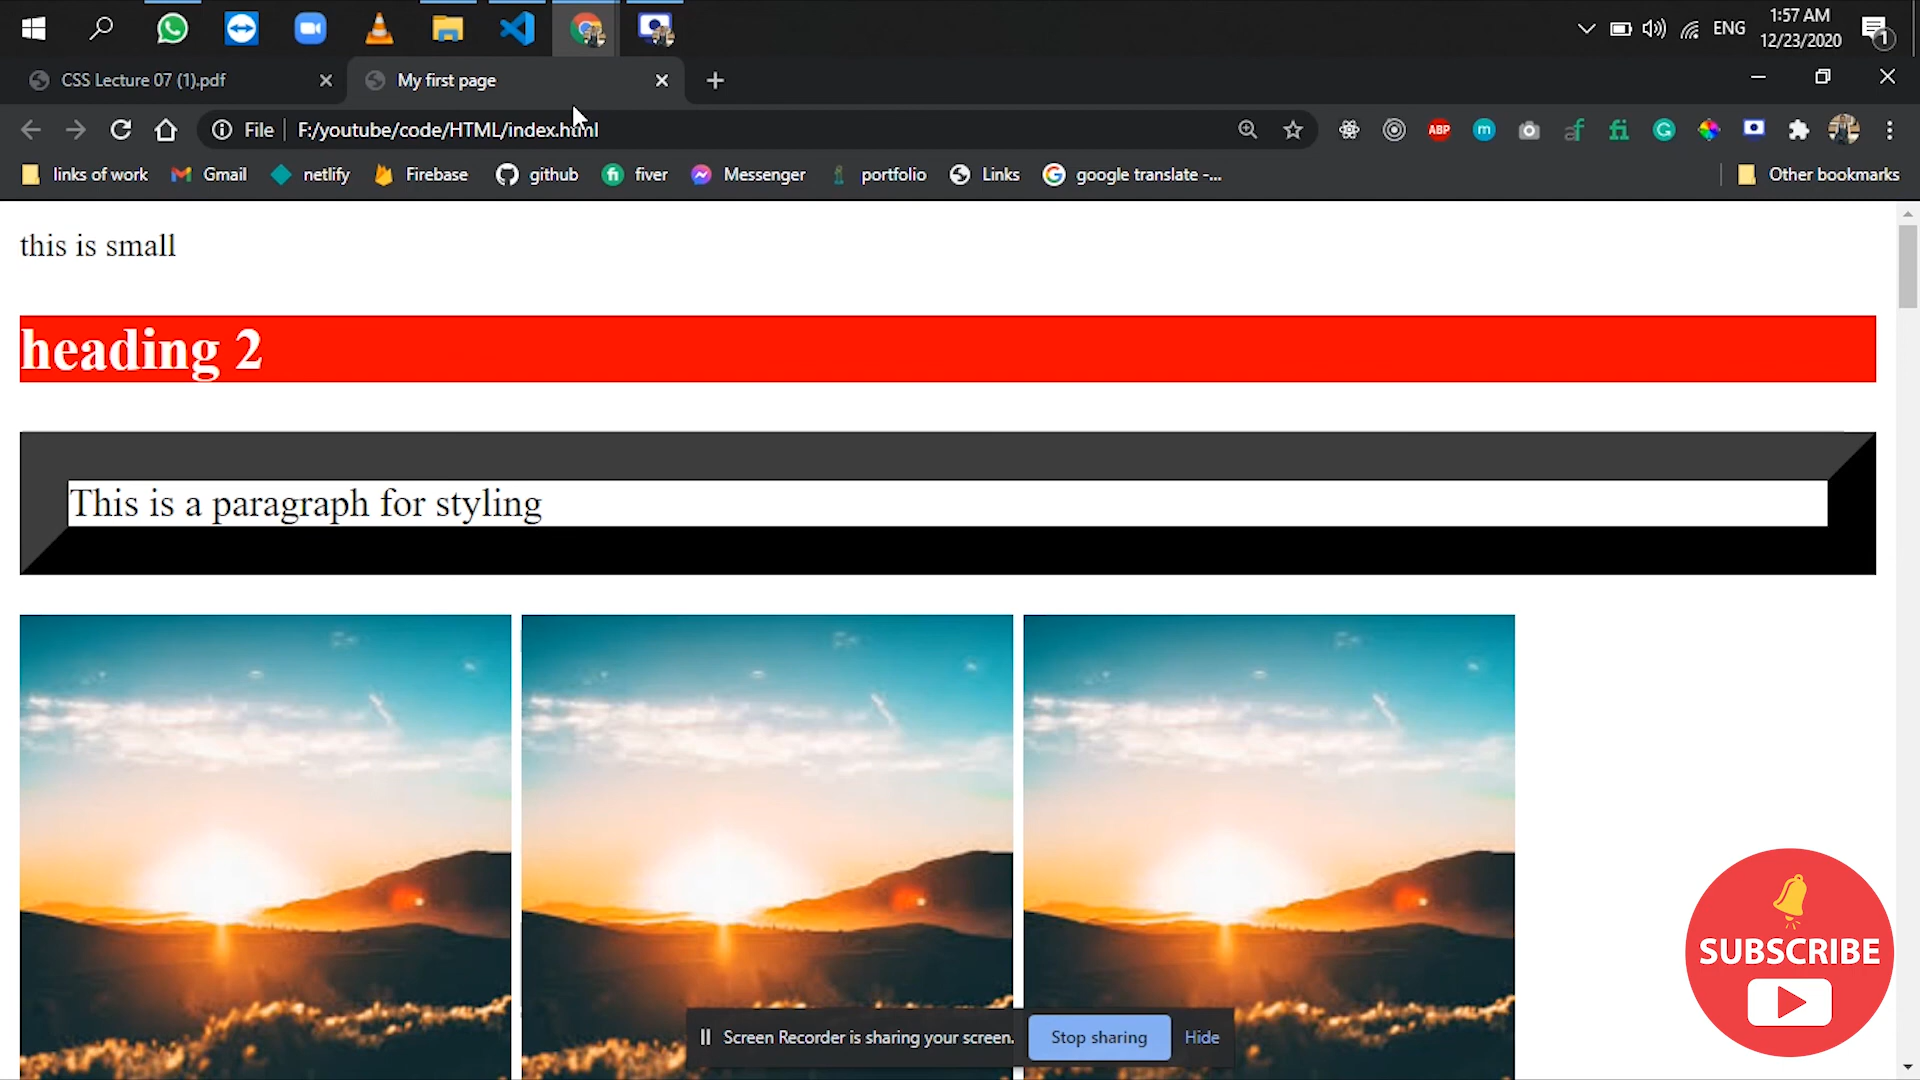 ENG
1:57 AM
12/23/2020
1
CSS Lecture 07 (1).pdf
My first page
File
F:/youtube/code/HTML/index.html
ABP
m
af
fi
G
links of work
Gmail
netlify
Firebase
github
fiver
Messenger
portfolio
Links
google translate -...
Other bookmarks
this is small
heading 2
This is a paragraph for styling
SUBSCRIBE
Screen Recorder is sharing your screen.
Stop sharing
Hide